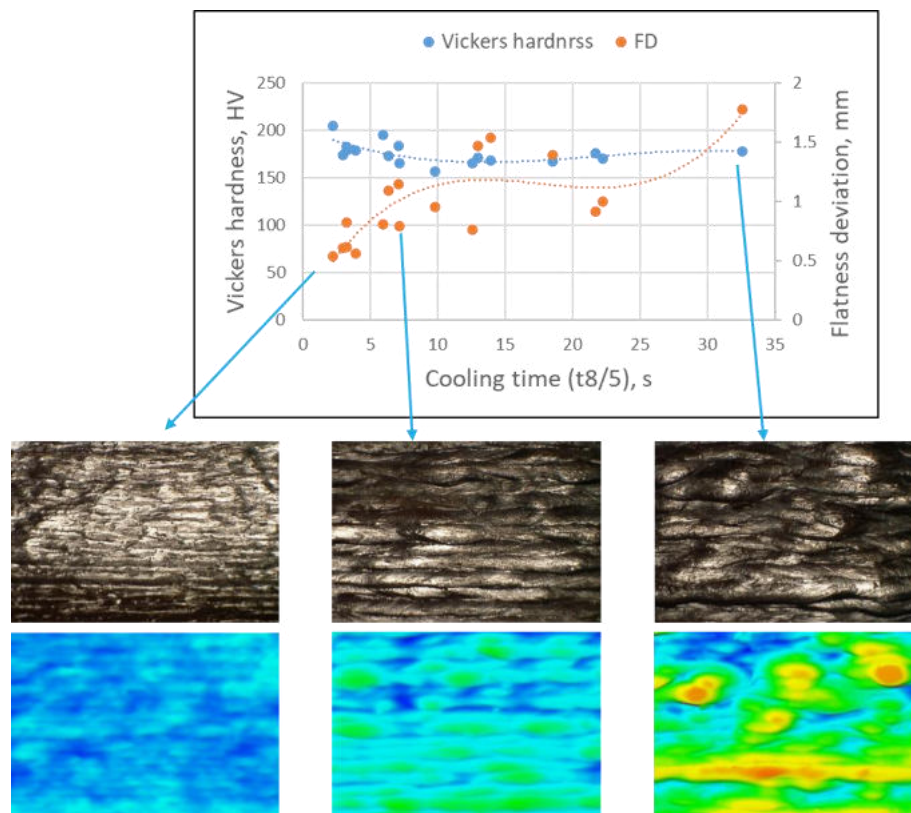 Vickers hardnrss FD
250
200
150
100
50
0
Vickers hardness, HV
2
1.5
1
0.5
0
Flatness deviation, mm
0 5 10 15 20 25 30 35
Cooling time (t8/5), s